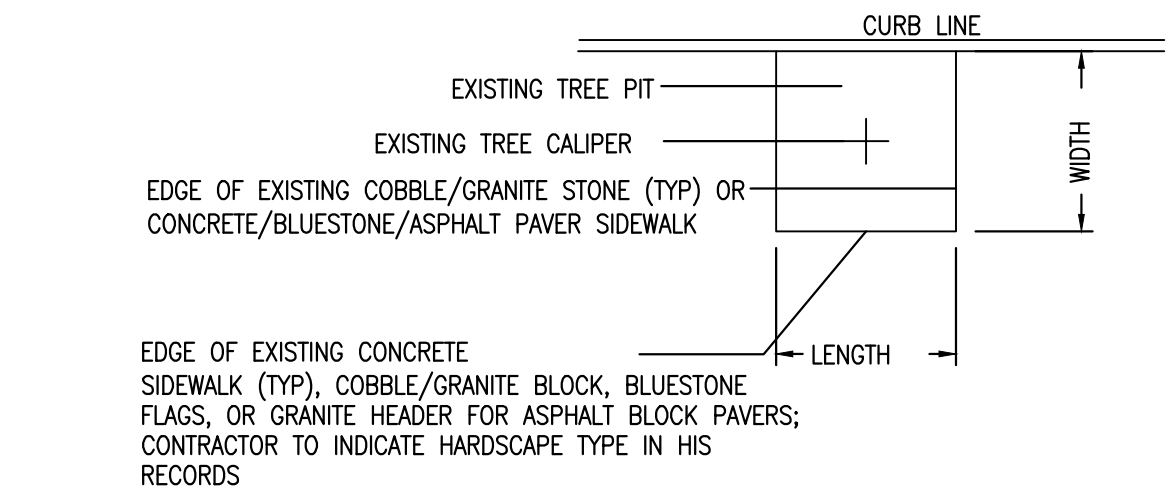 CURB LINE
EXISTING TREE PIT
EXISTING TREE CALIPER
WIDTH
EDGE OF EXISTING COBBLE/GRANITE STONE (TYP) OR
CONCRETE/BLUESTONE/ASPHALT PAVER SIDEWALK
LENGTH
EDGE OF EXISTING CONCRETE
SIDEWALK (TYP), COBBLE/GRANITE BLOCK, BLUESTONE
FLAGS, OR GRANITE HEADER FOR ASPHALT BLOCK PAVERS;
CONTRACTOR TO INDICATE HARDSCAPE TYPE IN HIS
RECORDS